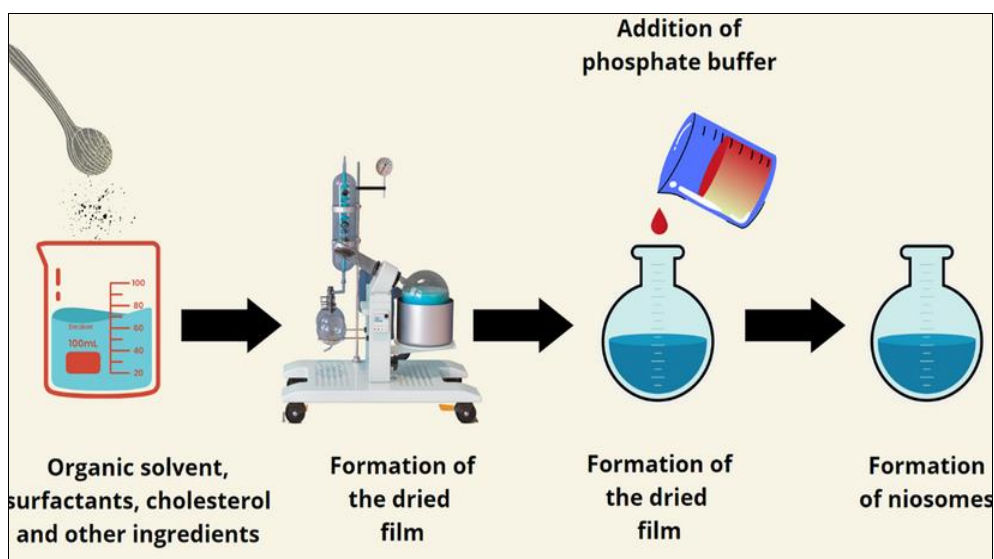 Addition of
phosphate buffer
100
80
60
40
20
100mL
Organic solvent,
surfactants, cholesterol
and other ingredients
Formation of
the dried
film
Formation of
the dried
film
Formation
of niosomes